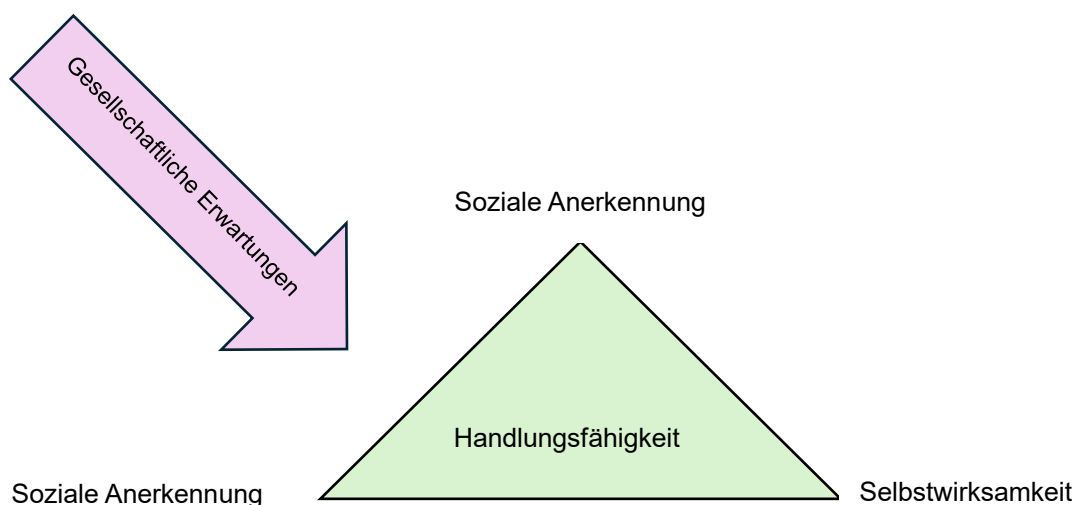 Gesellschaftliche Erwartungen
Soziale Anerkennung
Handlungsfähigkeit
Soziale Anerkennung
Selbstwirksamkeit